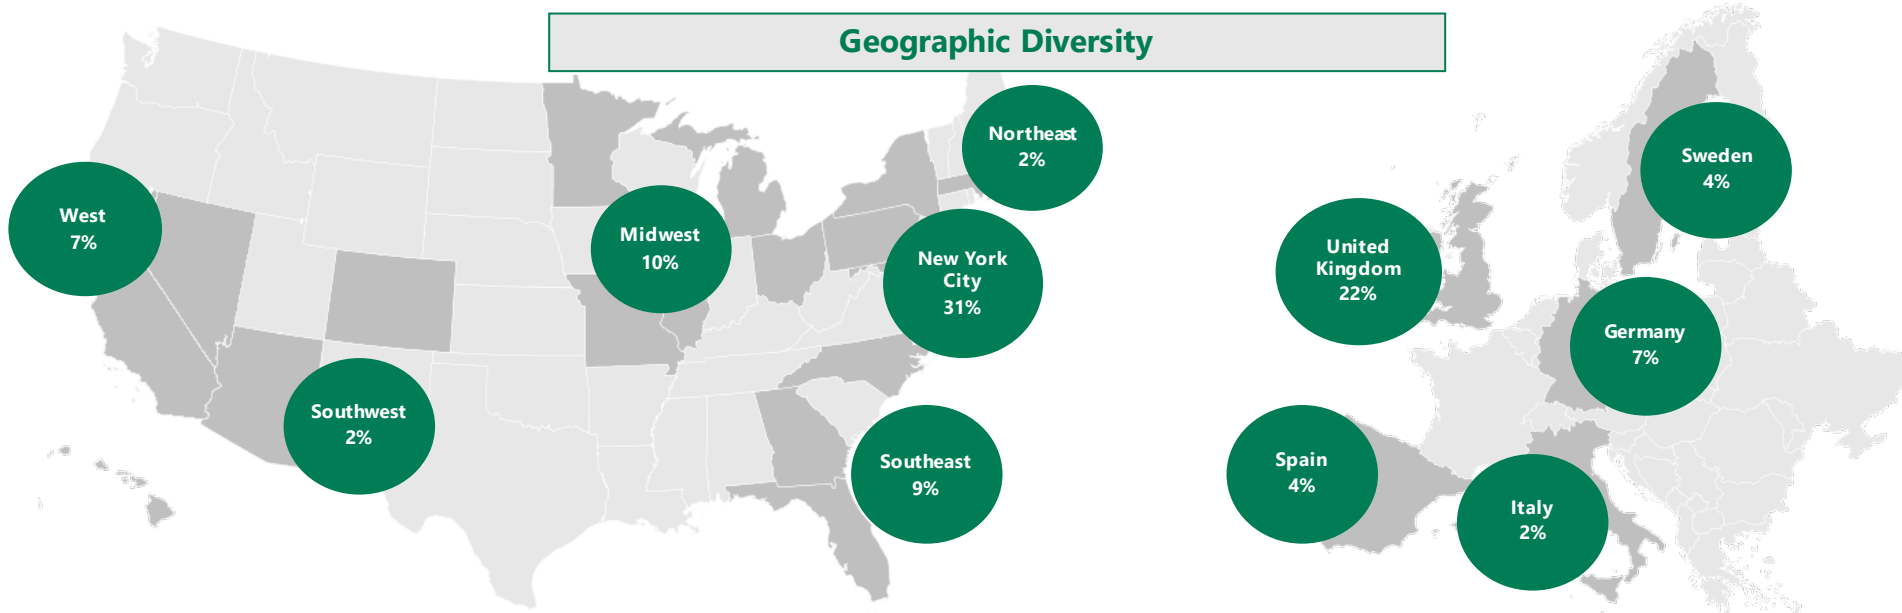 Geographic Diversity
Northeast
2%
West
7%
Midwest
10%
New York
City
31%
Southwest
2%
Southeast
9%
Sweden
4%
United
Kingdom
22%
Germany
7%
Spain
4%
Italy
2%